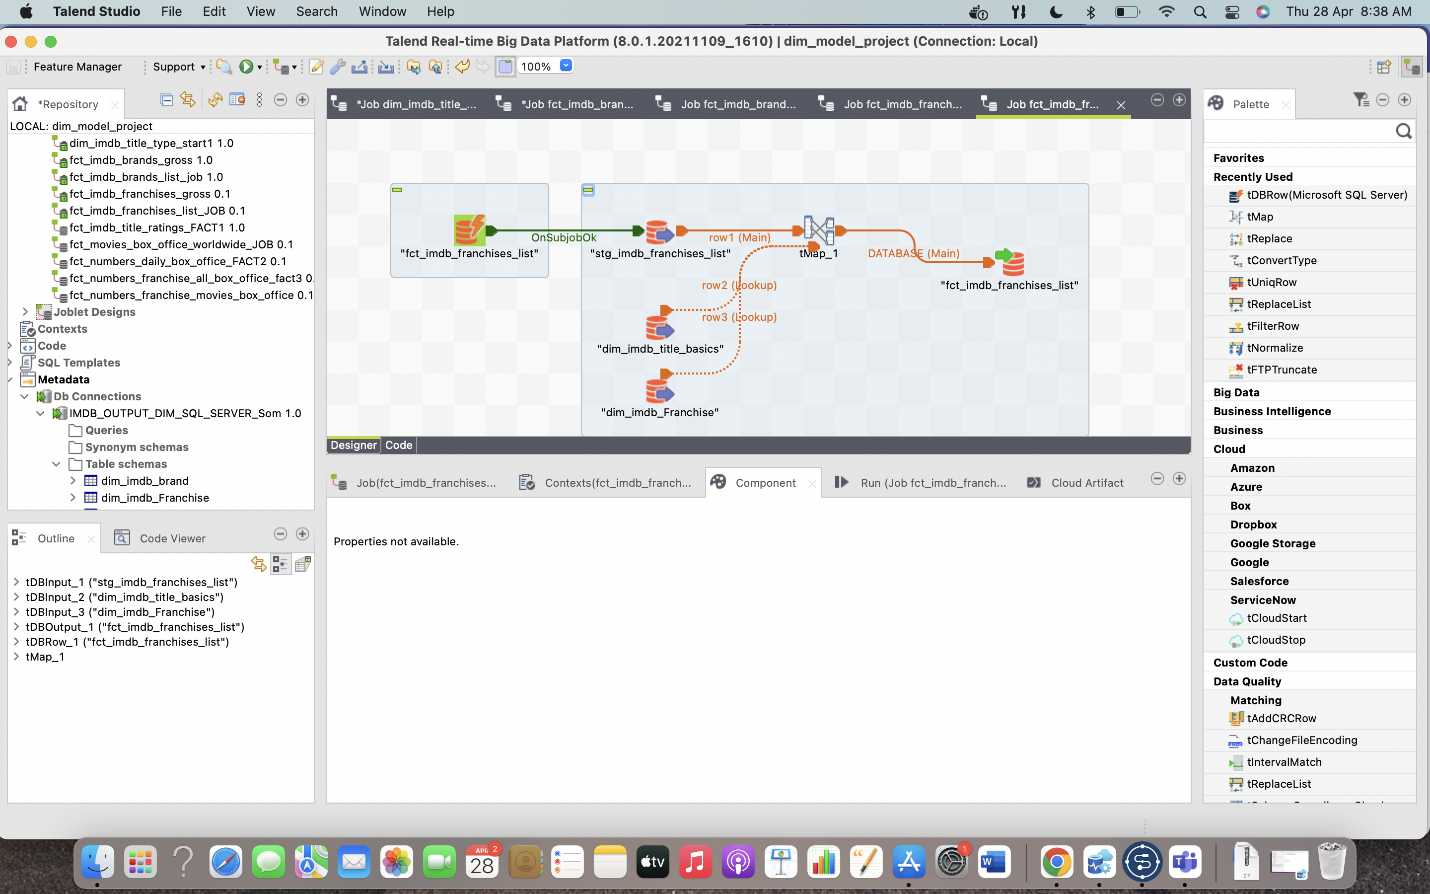 Talend Studio File Edit View Search Window Help Thu 28 Apr 8:38 AM
Talend Real-time Big Data Platform (8.0.1.20211109_1610) | dim_model_project (Connection: Local)
Feature Manager Support 100%
*Repository
LOCAL: dim_model_project
dim_imdb_title_type_start1 1.0
fct_imdb_brands_gross 1.0
fct_imdb_brands_list_job 1.0
fct_imdb_franchises_gross 0.1
fct_imdb_franchises_list_JOB 0.1
fct_imdb_title_ratings_FACT1 1.0
fct_movies_box_office_worldwide_JOB 0.1
fct_numbers_daily_box_office_FACT2 0.1
fct_numbers_franchise_all_box_office_fact3 0.
fct_numbers_franchise_movies_box_office 0.1
Joblet Designs
Contexts
Code
SQL Templates
Metadata
Db Connections
IMDB_OUTPUT_DIM_SQL_SERVER_Som 1.0
Queries
Synonym schemas
Table schemas
dim_imdb_brand
dim_imdb_Franchise
Outline Code Viewer
tDBInput_1 ("stg_imdb_franchises_list")
tDBInput_2 ("dim_imdb_title_basics")
tDBInput_3 ("dim_imdb_Franchise")
tDBOutput_1 ("fct_imdb_franchises_list")
tDBRow_1 ("fct_imdb_franchises_list")
tMap_1
*Job dim_imdb_title_... *Job fct_imdb_bran... Job fct_imdb_brand... Job fct_imdb_franch... Job fct_imdb_fr...
OnSubjobOk row1 (Main)
"fct_imdb_franchises_list" "stg_imdb_franchises_list" tMap_1 DATABASE (Main)
row2 (Lookup) "fct_imdb_franchises_list"
row3 (Lookup)
"dim_imdb_title_basics"
"dim_imdb_Franchise"
Designer Code
Job(fct_imdb_franchises... Contexts(fct_imdb_franch... Component Run (Job fct_imdb_franch... Cloud Artifact
Properties not available.
Palette
Favorites
Recently Used
tDBRow(Microsoft SQL Server)
tMap
tReplace
tConvertType
tUniqRow
tReplaceList
tFilterRow
tNormalize
tFTPTruncate
Big Data
Business Intelligence
Business
Cloud
Amazon
Azure
Box
Dropbox
Google Storage
Google
Salesforce
ServiceNow
tCloudStart
tCloudStop
Custom Code
Data Quality
Matching
tAddCRCRow
tChangeFileEncoding
tIntervalMatch
tReplaceList
APR 2
28
tv
1
W